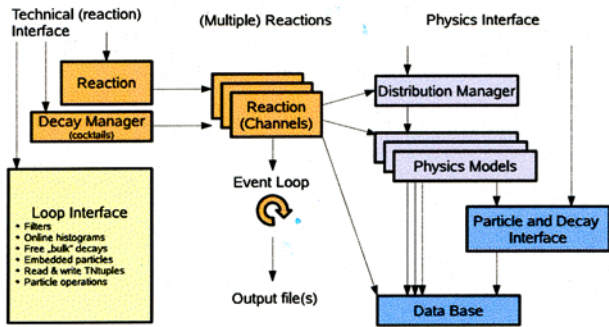 Technical (reaction)
Interface
(Multiple) Reactions
Physics Interface
Reaction
Decay Manager
(cocktails)
Reaction
(Channels)
Distribution Manager
Physics Models
Event Loop
Loop Interface
• Filters
• Online histograms
• Free „bulk" decays
• Embedded particles
• Read & write TNtuples
• Particle operations
Particle and Decay
Interface
Output file(s)
Data Base